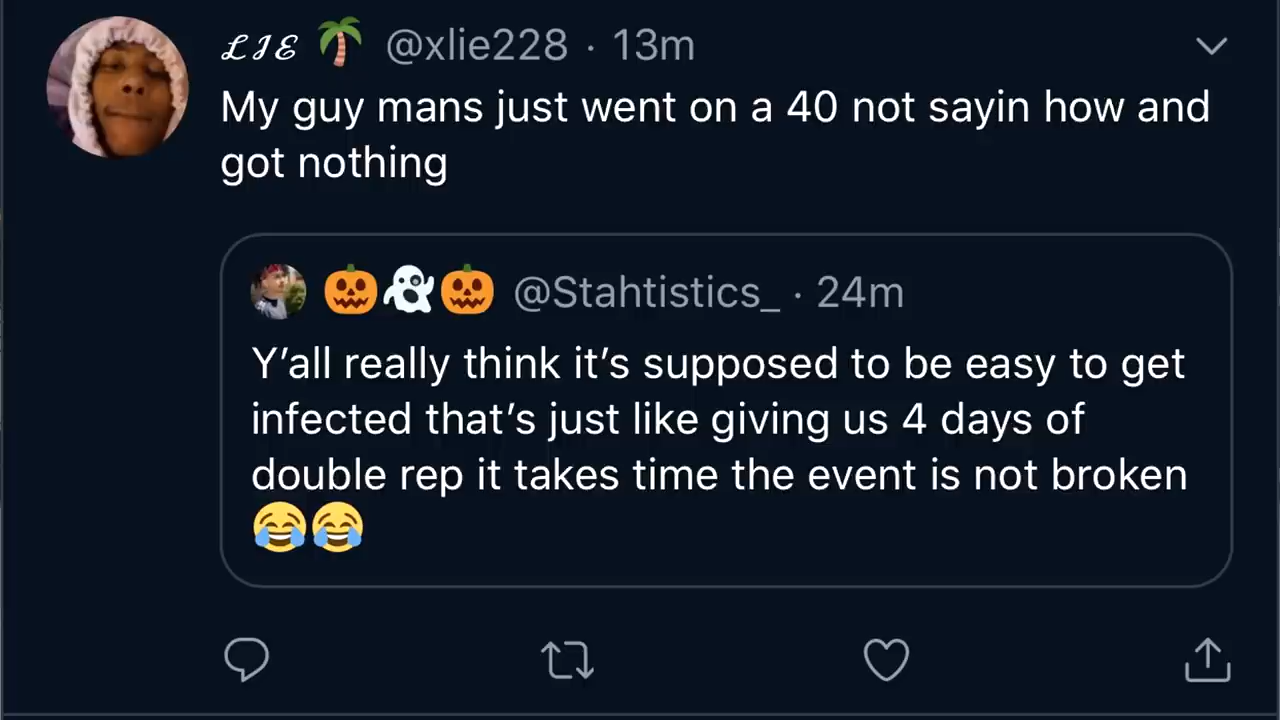 ℒℐℰ 🌴 @xlie228 · 13m
My guy mans just went on a 40 not sayin how and
got nothing
🎃👻🎃 @Stahtistics_ · 24m
Y’all really think it’s supposed to be easy to get
infected that’s just like giving us 4 days of
double rep it takes time the event is not broken
😂😂